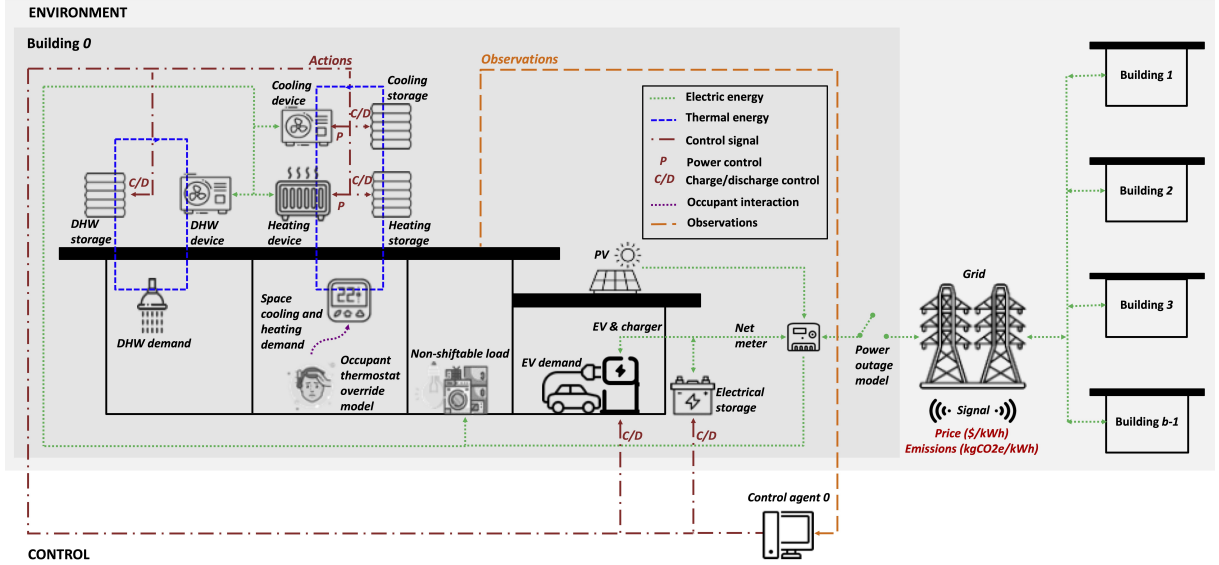 ENVIRONMENT
Building 0
Actions
Observations
Cooling
device
Cooling
storage
C/D
P
C/D
P
C/D
DHW
storage
DHW
device
Heating
device
Heating
storage
Electric energy
Thermal energy
Control signal
P Power control
C/D Charge/discharge control
Occupant interaction
Observations
DHW demand
22°
Space
cooling and
heating
demand
Occupant
thermostat
override
model
Non-shiftable load
PV
EV & charger
EV demand
Electrical
storage
Net
meter
Power
outage
model
C/D
C/D
Grid
Signal
Price ($/kWh)
Emissions (kgCO2e/kWh)
Building 1
Building 2
Building 3
Building b-1
Control agent 0
CONTROL